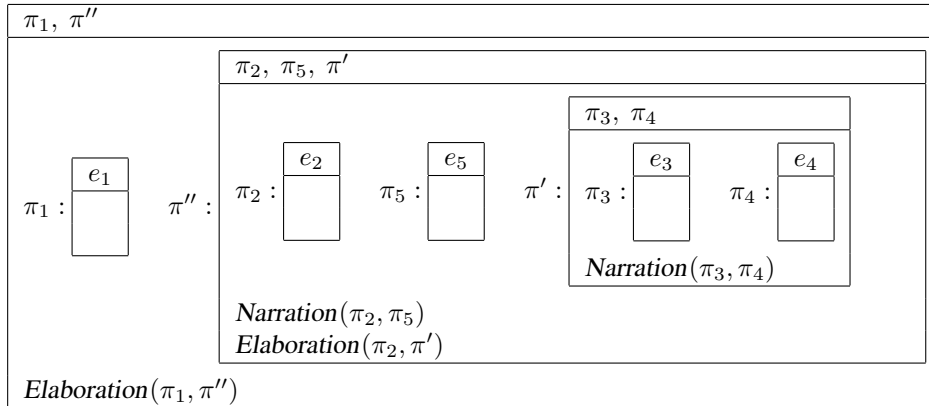 π₁, π″
π₂, π₅, π′
π₃, π₄
e₁
e₂
e₅
e₃
e₄
π₁ :
π″ :
π₂ :
π₅ :
π′ :
π₃ :
π₄ :
Narration(π₃, π₄)
Narration(π₂, π₅)
Elaboration(π₂, π′)
Elaboration(π₁, π″)